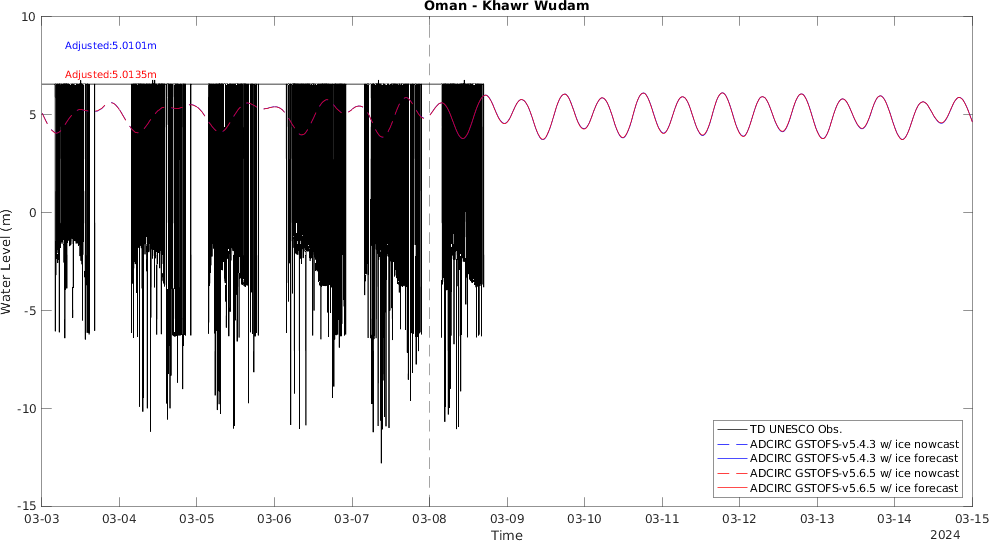 Oman - Khawr Wudam
Adjusted:5.0101m
Adjusted:5.0135m
Water Level (m)
10
5
0
-5
-10
-15
TD UNESCO Obs.
ADCIRC GSTOFS-v5.4.3 w/ ice nowcast
ADCIRC GSTOFS-v5.4.3 w/ ice forecast
ADCIRC GSTOFS-v5.6.5 w/ ice nowcast
ADCIRC GSTOFS-v5.6.5 w/ ice forecast
03-03 03-04 03-05 03-06 03-07 03-08 03-09 03-10 03-11 03-12 03-13 03-14 03-15
Time
2024